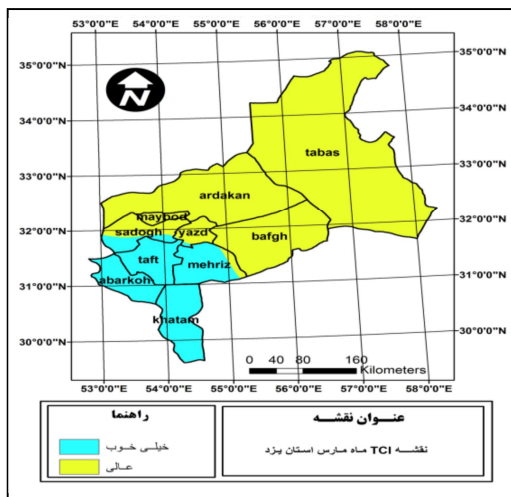 53°0'0"E 54°0'0"E 55°0'0"E 56°0'0"E 57°0'0"E 58°0'0"E
35°0'0"N 35°0'0"N
N
34°0'0"N 34°0'0"N
tabas
33°0'0"N 33°0'0"N
ardakan
maybod
32°0'0"N 32°0'0"N
sadogh yazd
bafgh
taft
mehriz
31°0'0"N 31°0'0"N
abarkoh
khatam
30°0'0"N 30°0'0"N
0 40 80 160
Kilometers
53°0'0"E 54°0'0"E 55°0'0"E 56°0'0"E 57°0'0"E 58°0'0"E
راهنما
خیلی خوب
عالی
عنوان نقشه
نقشه TCI ماه مارس استان یزد